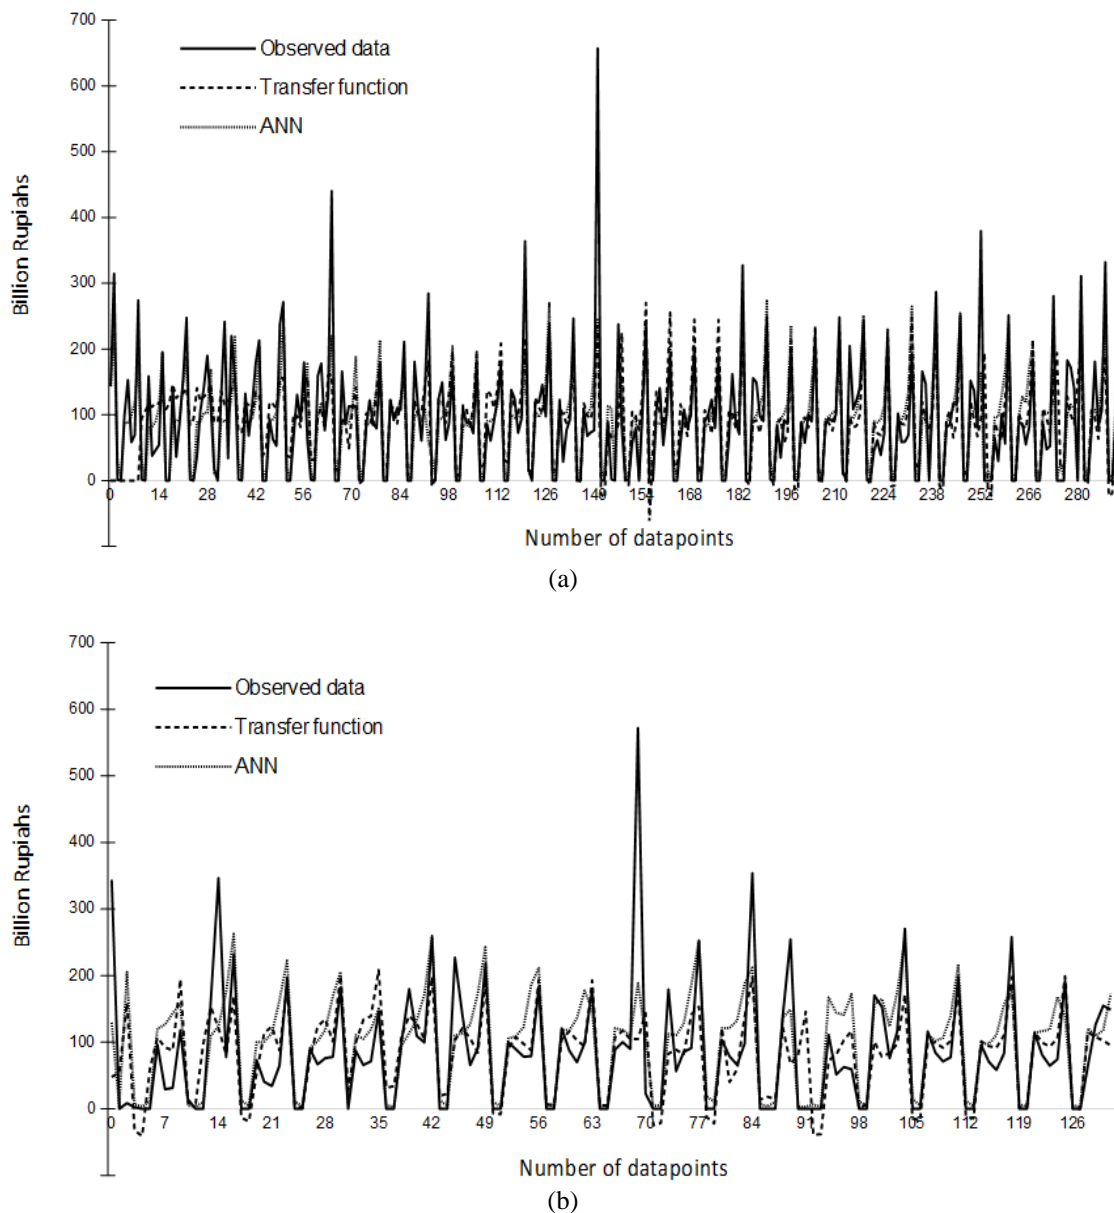 700
600
500
400
300
200
100
0
Billion Rupiahs
Observed data
Transfer function
ANN
0 14 28 42 56 70 84 98 112 126 140 154 168 182 196 210 224 238 252 266 280
Number of datapoints
(a)
700
600
500
400
300
200
100
0
Billion Rupiahs
Observed data
Transfer function
ANN
0 7 14 21 28 35 42 49 56 63 70 77 84 91 98 105 112 119 126
Number of datapoints
(b)